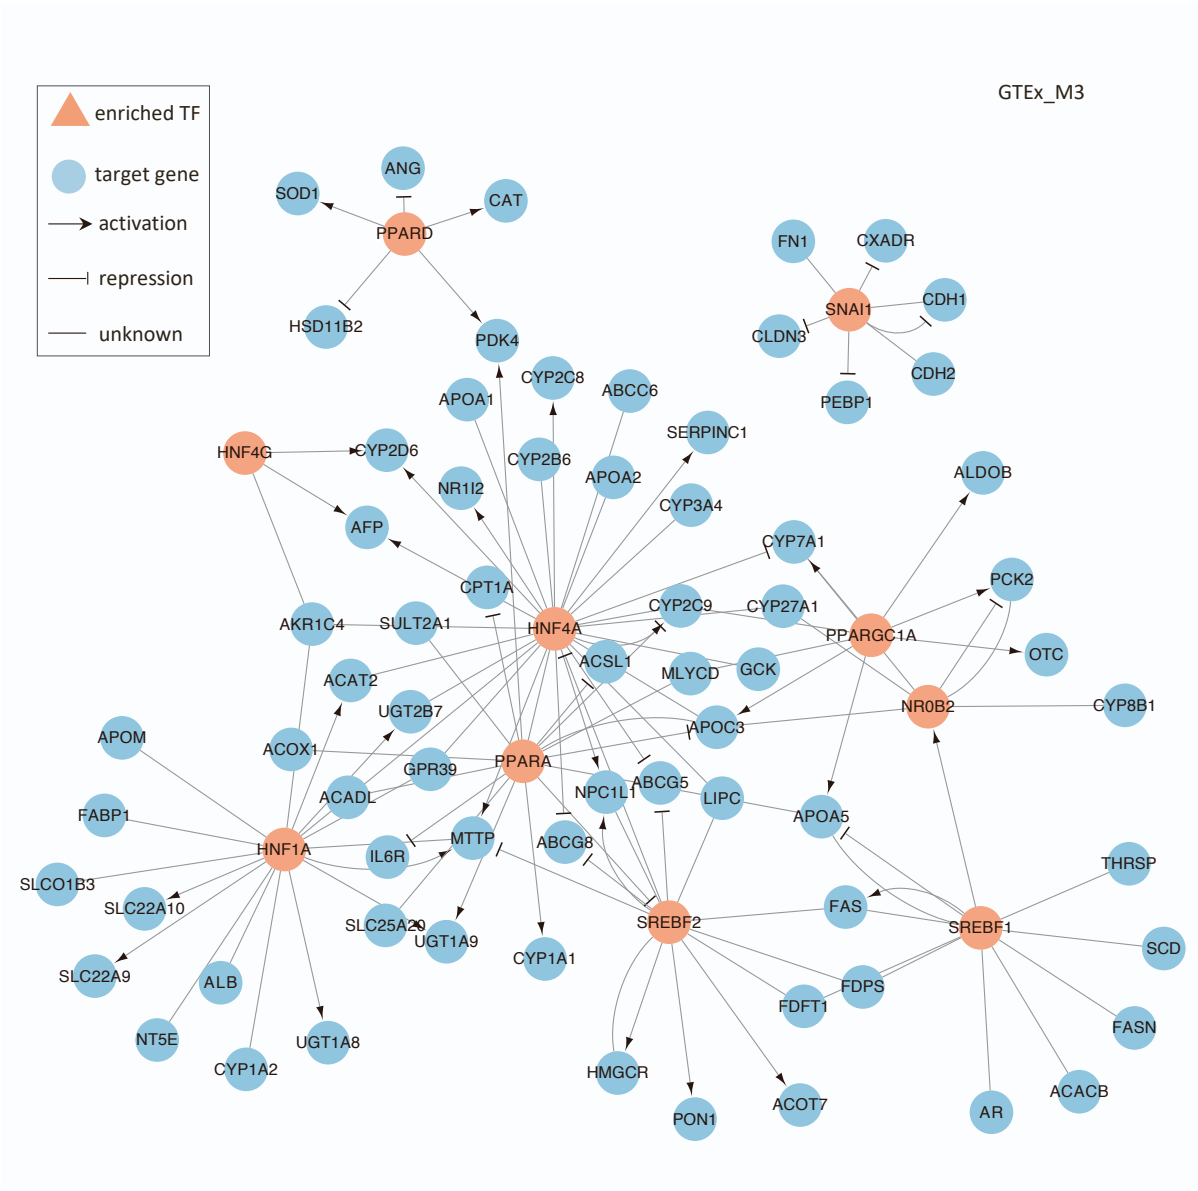 GTEx_M3
enriched TF
target gene
activation
repression
unknown
ANG
SOD1
CAT
PPARD
HSD11B2
PDK4
FN1
CXADR
SNAI1
CDH1
CLDN3
CDH2
PEBP1
CYP2C8
APOA1
ABCC6
SERPINC1
HNF4G
CYP2D6
CYP2B6
NR1I2
APOA2
ALDOB
CYP3A4
AFP
CYP7A1
CPT1A
PCK2
CYP2C9
CYP27A1
AKR1C4
SULT2A1
HNF4A
PPARGC1A
ACSL1
OTC
MLYCD
GCK
ACAT2
UGT2B7
NR0B2
CYP8B1
APOC3
APOM
ACOX1
PPARA
GPR39
ACADL
NPC1L1
ABCG5
LIPC
FABP1
APOA5
HNF1A
IL6R
MTTP
ABCG8
THRSP
SLCO1B3
SLC22A10
FAS
SLC25A20
SREBF2
SREBF1
UGT1A9
SCD
CYP1A1
SLC22A9
ALB
FDPS
FDFT1
FASN
NT5E
UGT1A8
CYP1A2
HMGCR
ACACB
ACOT7
AR
PON1